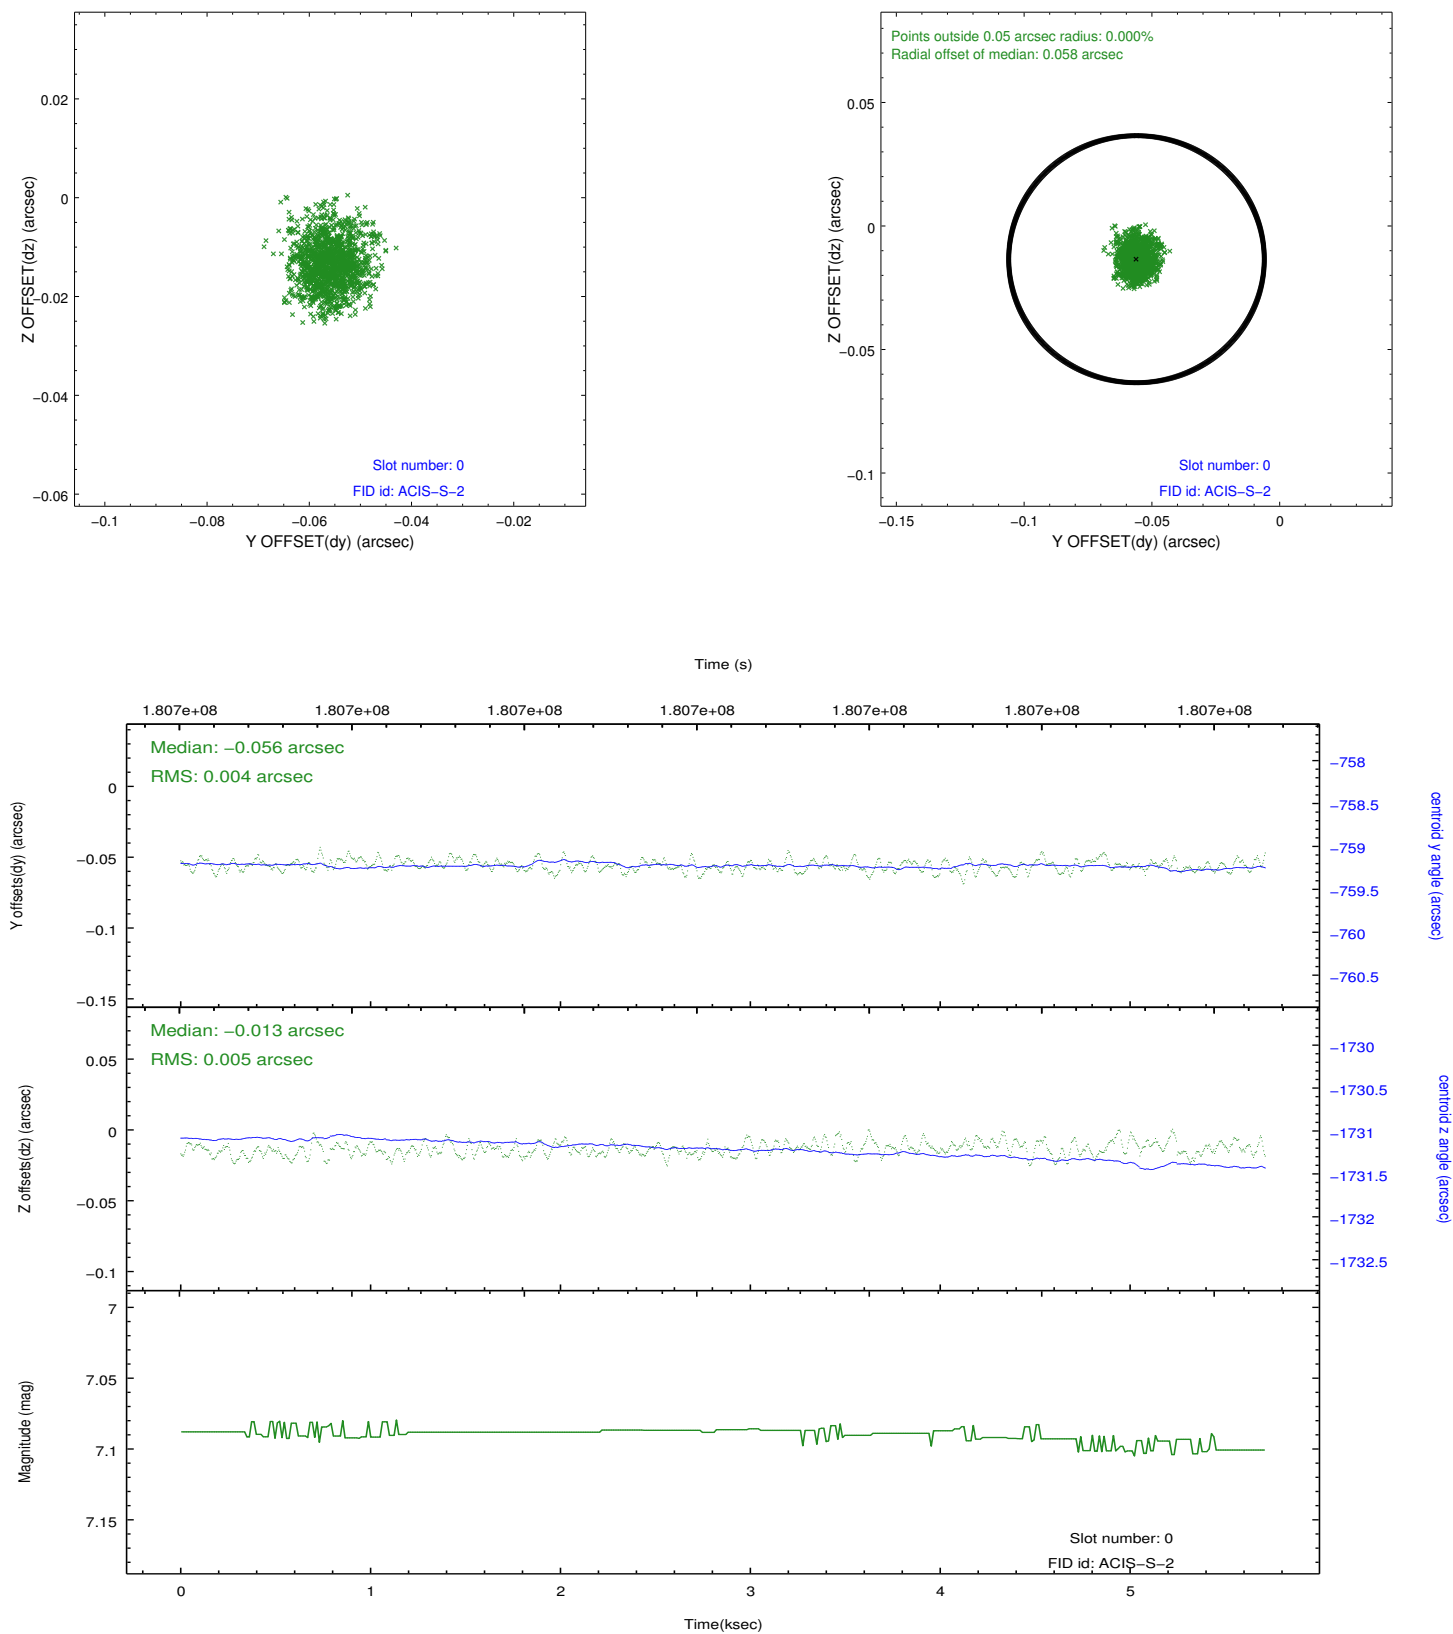 0.02
0
−0.02
−0.04
−0.06
Z OFFSET(dz) (arcsec)
Slot number: 0
FID id: ACIS−S−2
−0.1
−0.08
−0.06
−0.04
−0.02
Y OFFSET(dy) (arcsec)
Points outside 0.05 arcsec radius: 0.000%
Radial offset of median: 0.058 arcsec
0.05
0
−0.05
−0.1
Z OFFSET(dz) (arcsec)
Slot number: 0
FID id: ACIS−S−2
−0.15
−0.1
−0.05
0
Y OFFSET(dy) (arcsec)
Time (s)
1.807e+08
1.807e+08
1.807e+08
1.807e+08
1.807e+08
1.807e+08
1.807e+08
Median: −0.056 arcsec
RMS: 0.004 arcsec
0
−0.05
−0.1
−0.15
Y offsets(dy) (arcsec)
−758
−758.5
−759
−759.5
−760
−760.5
centroid y angle (arcsec)
Median: −0.013 arcsec
RMS: 0.005 arcsec
0.05
0
−0.05
−0.1
Z offsets(dz) (arcsec)
−1730
−1730.5
−1731
−1731.5
−1732
−1732.5
centroid z angle (arcsec)
7
7.05
7.1
7.15
Magnitude (mag)
Slot number: 0
FID id: ACIS−S−2
0
1
2
3
4
5
Time(ksec)